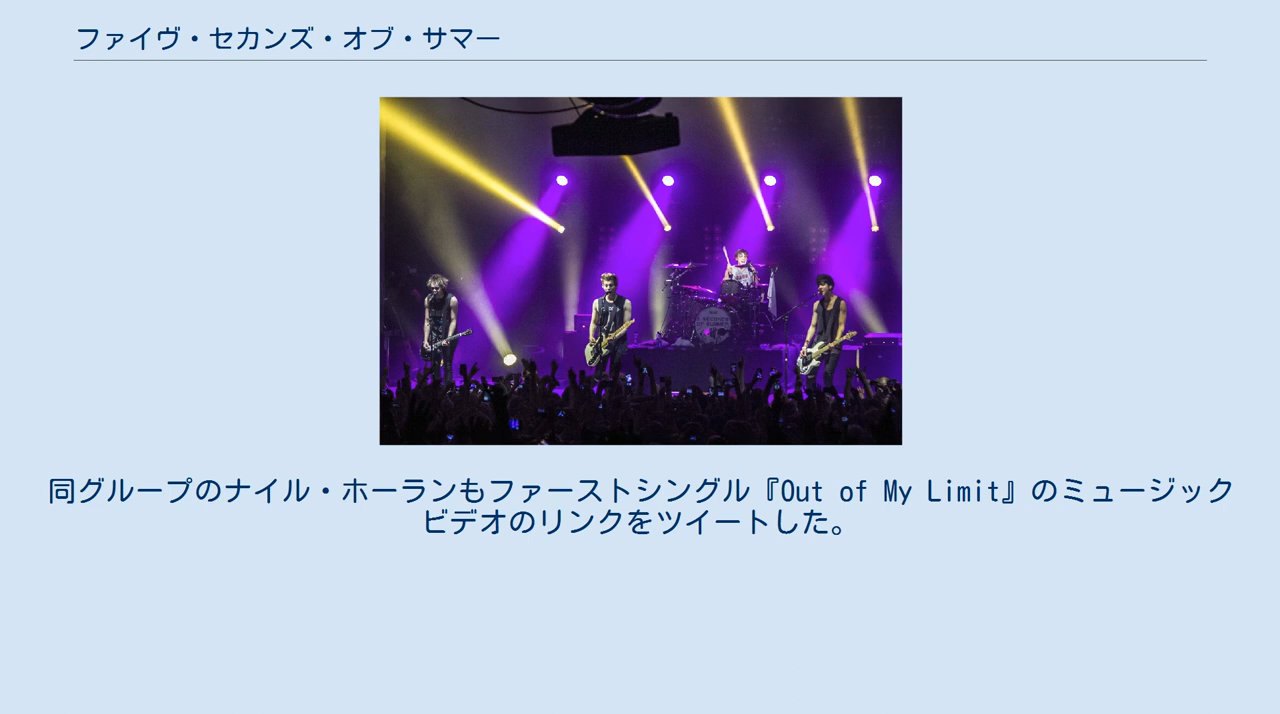 ファイヴ・セカンズ・オブ・サマー
同グループのナイル・ホーランもファーストシングル『Out of My Limit』のミュージック
ビデオのリンクをツイートした。